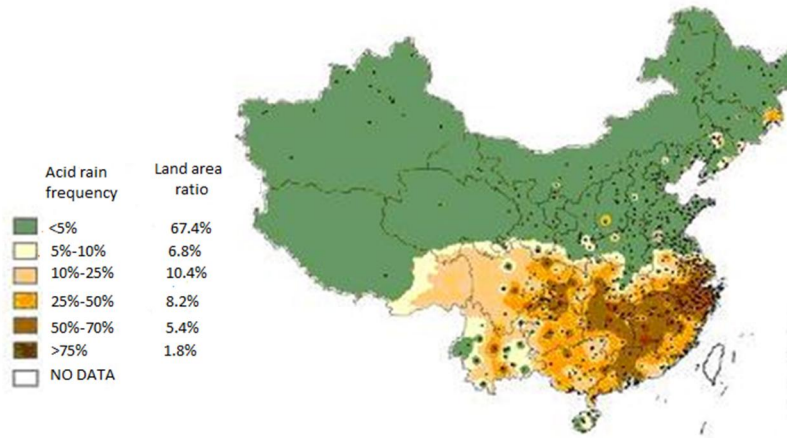 Acid rain Land area
frequency ratio
<5% 67.4%
5%-10% 6.8%
10%-25% 10.4%
25%-50% 8.2%
50%-70% 5.4%
>75% 1.8%
NO DATA